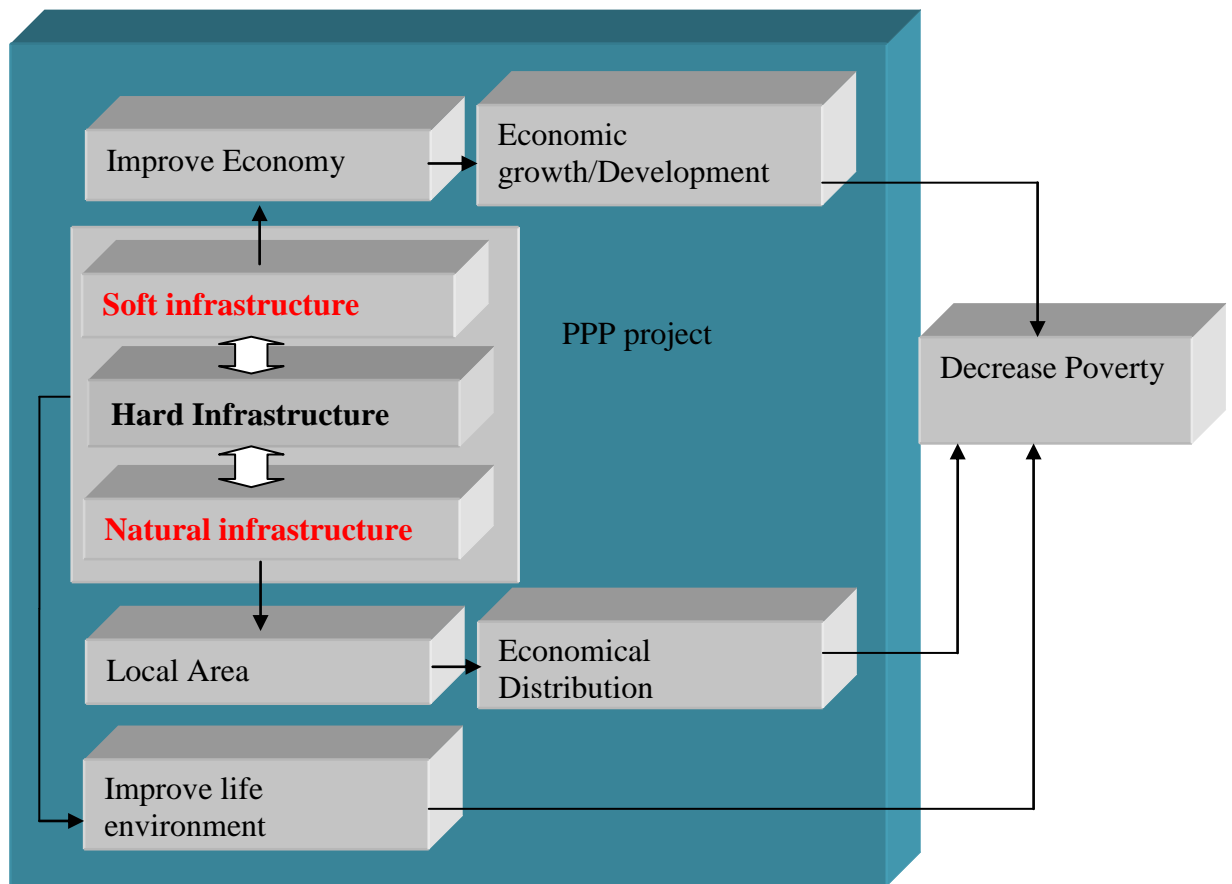 Improve Economy
Economic
growth/Development
Soft infrastructure
PPP project
Hard Infrastructure
Decrease Poverty
Natural infrastructure
Local Area
Economical
Distribution
Improve life
environment